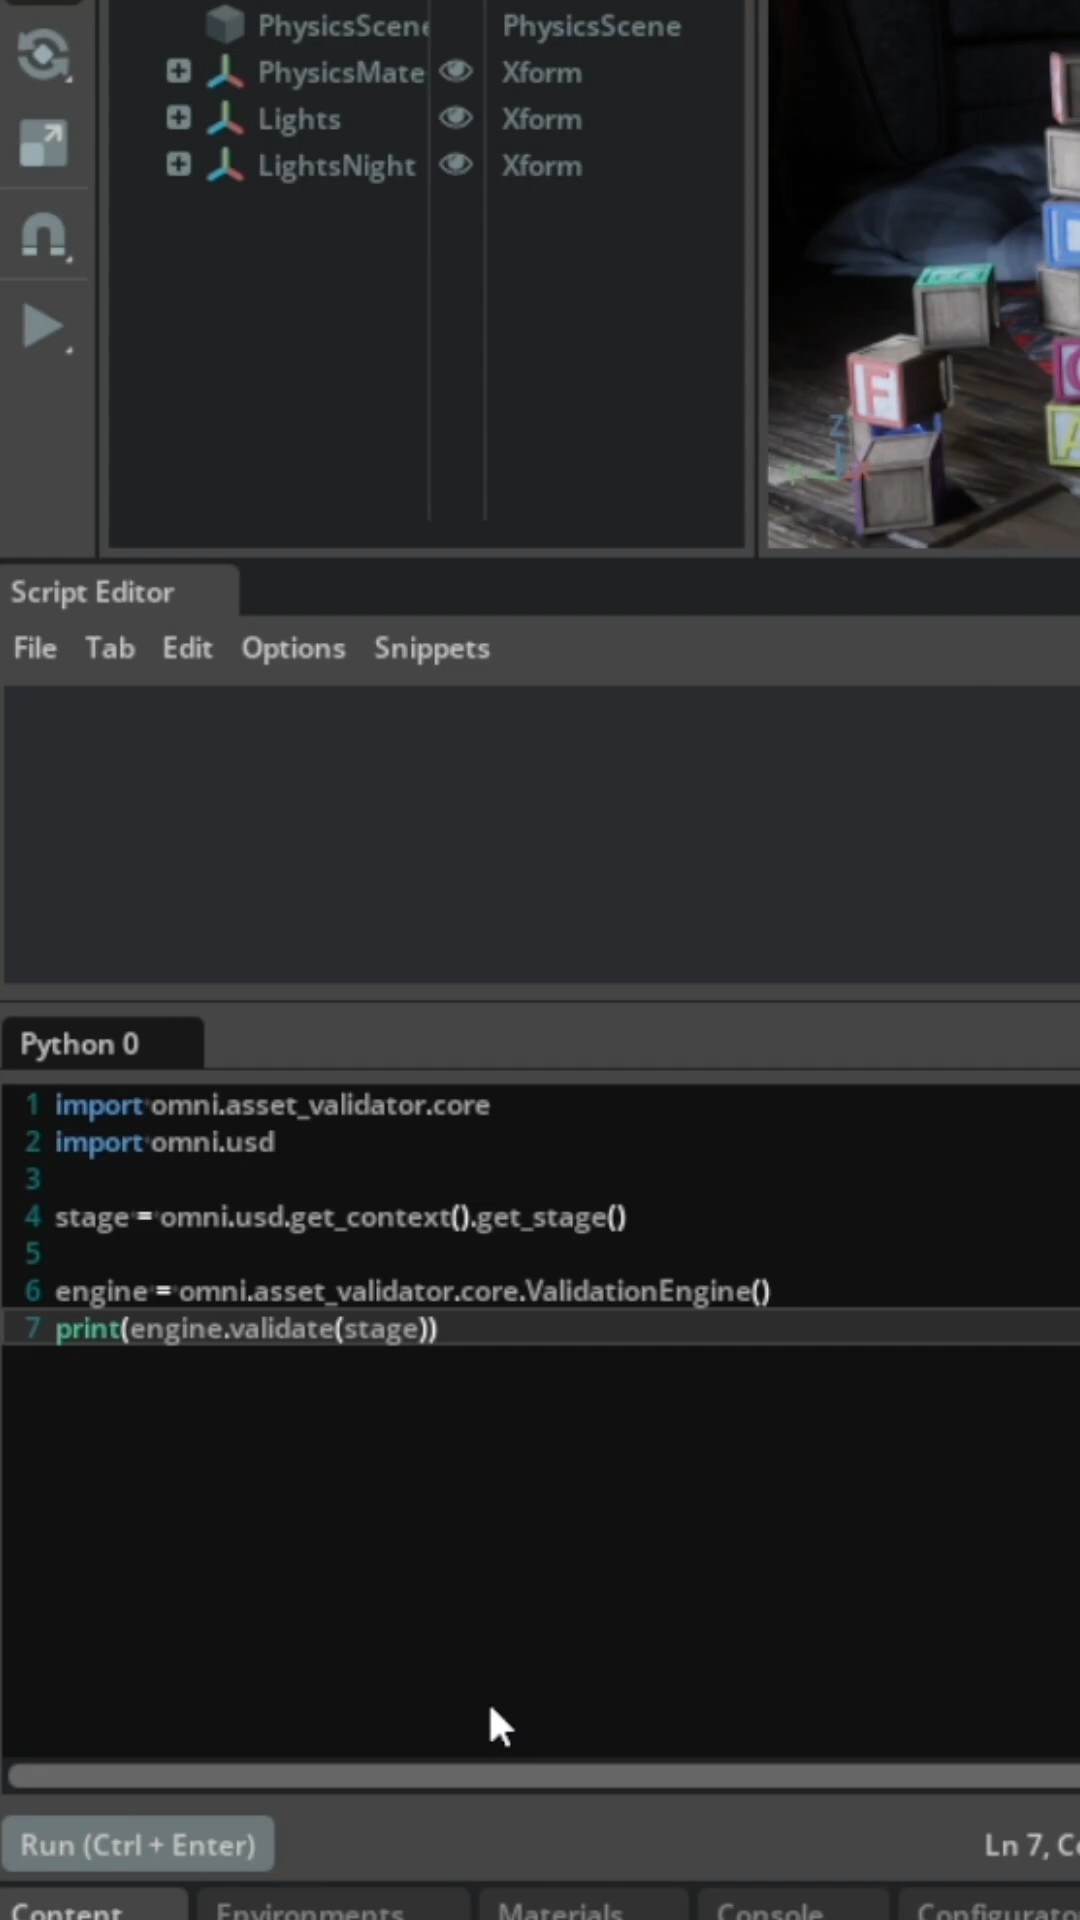 PhysicsScene PhysicsScene
PhysicsMate Xform
Lights Xform
LightsNight Xform
F
Z
Script Editor
File Tab Edit Options Snippets
Python 0
1 import omni.asset_validator.core
2 import omni.usd
3
4 stage = omni.usd.get_context().get_stage()
5
6 engine = omni.asset_validator.core.ValidationEngine()
7 print(engine.validate(stage))
Run (Ctrl + Enter) Ln 7, C
Content Environments Materials Console Configurato